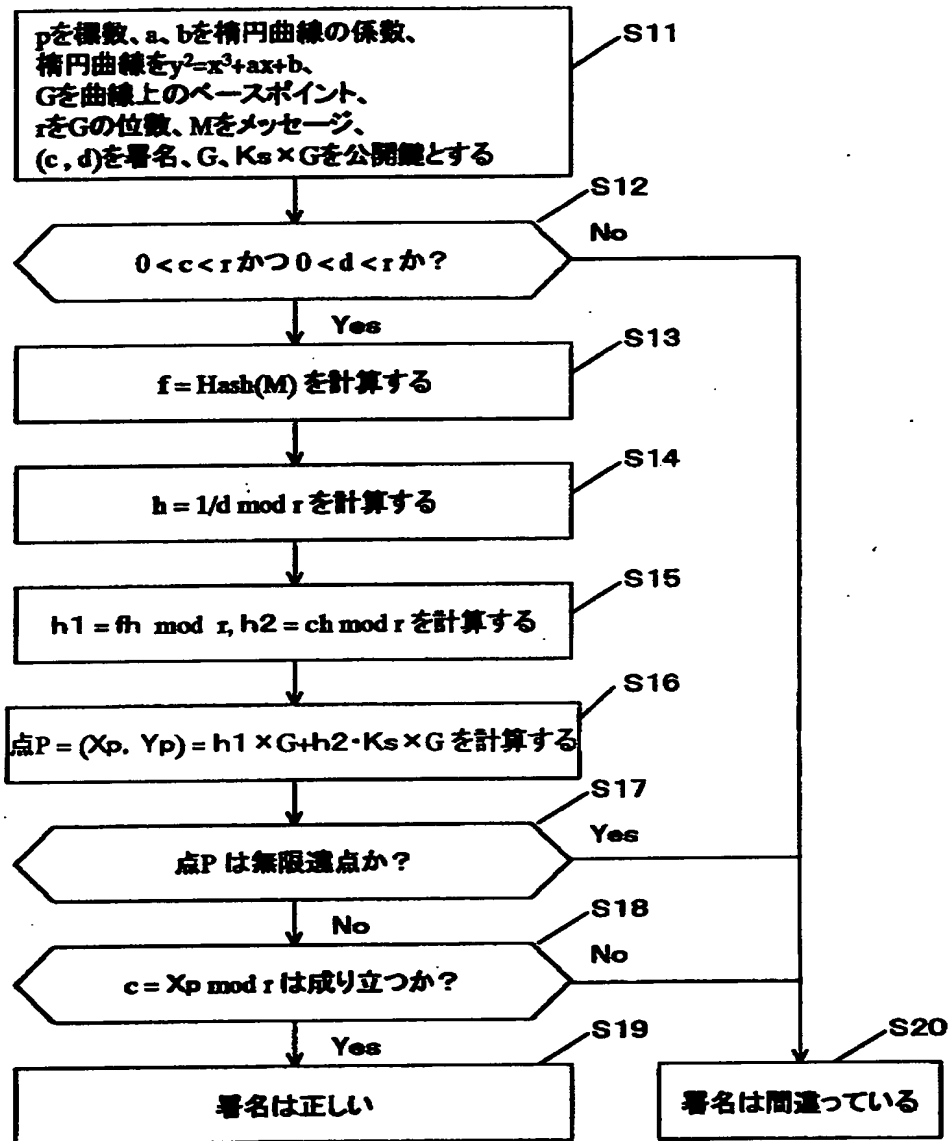 pを標数、a、bを楕円曲線の係数、
楕円曲線をy²=x³+ax+b、
Gを曲線上のベースポイント、
rをGの位数、Mをメッセージ、
(c , d)を署名、G、Ks×Gを公開鍵とする
S11
S12
0 < c < r かつ 0 < d < r か?
No
Yes
S13
f = Hash(M) を計算する
S14
h = 1/d mod r を計算する
S15
h1 = fh mod r, h2 = ch mod r を計算する
S16
点P = (Xp, Yp) = h1 × G+h2・Ks × G を計算する
S17
点P は無限遠点か?
Yes
No
S18
c = Xp mod r は成り立つか?
No
Yes
S19
署名は正しい
S20
署名は間違っている